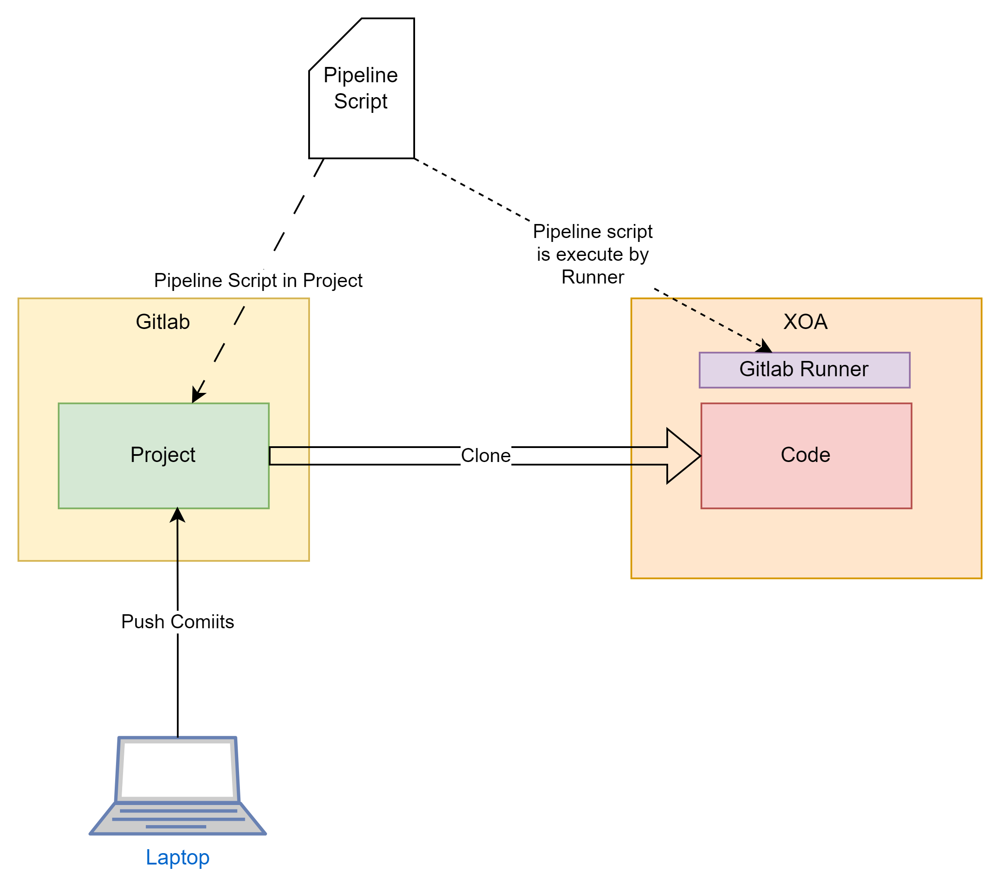 Pipeline
Script
Pipeline script
is execute by
Runner
Pipeline Script in Project
Gitlab
XOA
Gitlab Runner
Project
Clone
Code
Push Comiits
Laptop